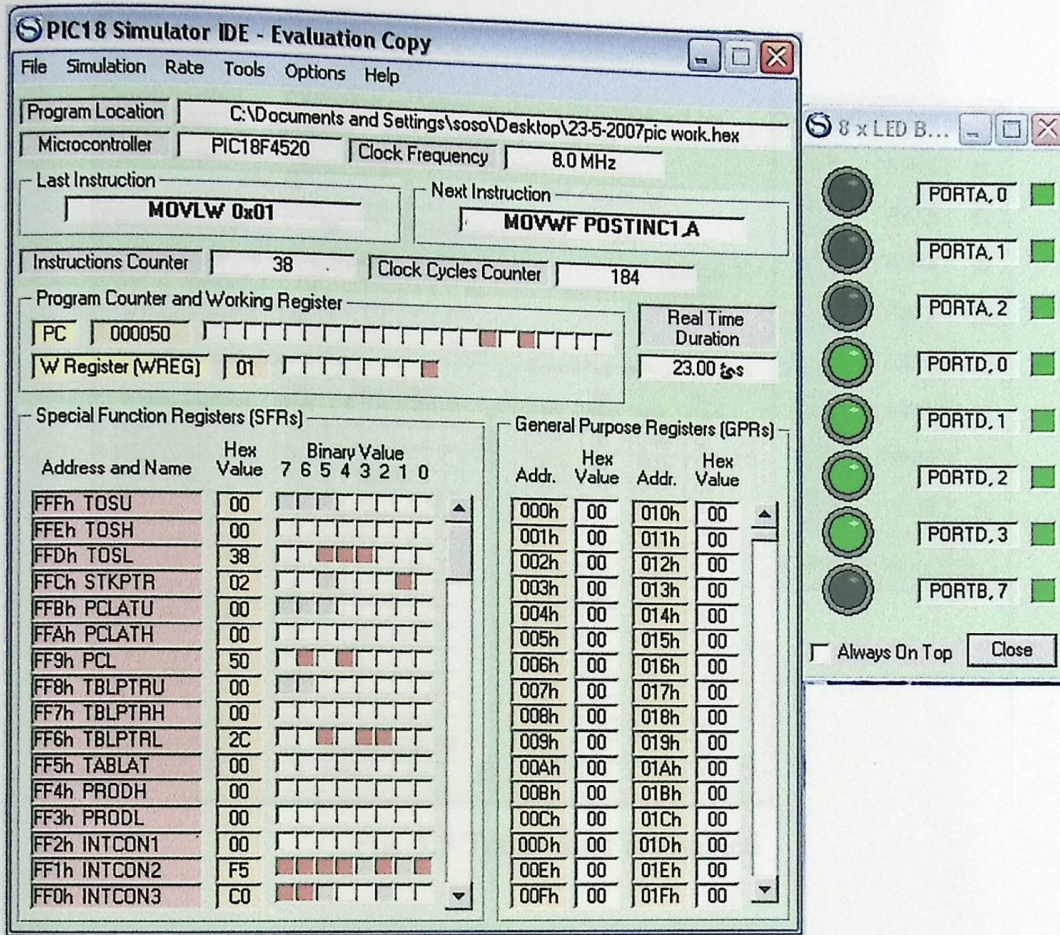 PIC18 Simulator IDE - Evaluation Copy
File Simulation Rate Tools Options Help
Program Location C:\Documents and Settings\soso\Desktop\23-5-2007pic work.hex
Microcontroller PIC18F4520 Clock Frequency 8.0 MHz
Last Instruction
MOVLW 0x01
Next Instruction
MOVWF POSTINC1,A
Instructions Counter 38 Clock Cycles Counter 184
Program Counter and Working Register
PC 000050
W Register (WREG) 01
Real Time
Duration
23.00
Special Function Registers (SFRs)
Address and Name Hex Value Binary Value
7 6 5 4 3 2 1 0
FFFh TOSU 00
FFEh TOSH 00
FFDh TOSL 38
FFCh STKPTR 02
FFBh PCLATU 00
FFAh PCLATH 00
FF9h PCL 50
FF8h TBLPTRU 00
FF7h TBLPTRH 00
FF6h TBLPTRL 2C
FF5h TABLAT 00
FF4h PRODH 00
FF3h PRODL 00
FF2h INTCON1 00
FF1h INTCON2 F5
FF0h INTCON3 C0
General Purpose Registers (GPRs)
Addr. Hex Value Addr. Hex Value
000h 00 010h 00
001h 00 011h 00
002h 00 012h 00
003h 00 013h 00
004h 00 014h 00
005h 00 015h 00
006h 00 016h 00
007h 00 017h 00
008h 00 018h 00
009h 00 019h 00
00Ah 00 01Ah 00
00Bh 00 01Bh 00
00Ch 00 01Ch 00
00Dh 00 01Dh 00
00Eh 00 01Eh 00
00Fh 00 01Fh 00
8 x LED B...
PORTA,0
PORTA,1
PORTA,2
PORTD,0
PORTD,1
PORTD,2
PORTD,3
PORTB,7
Always On Top Close